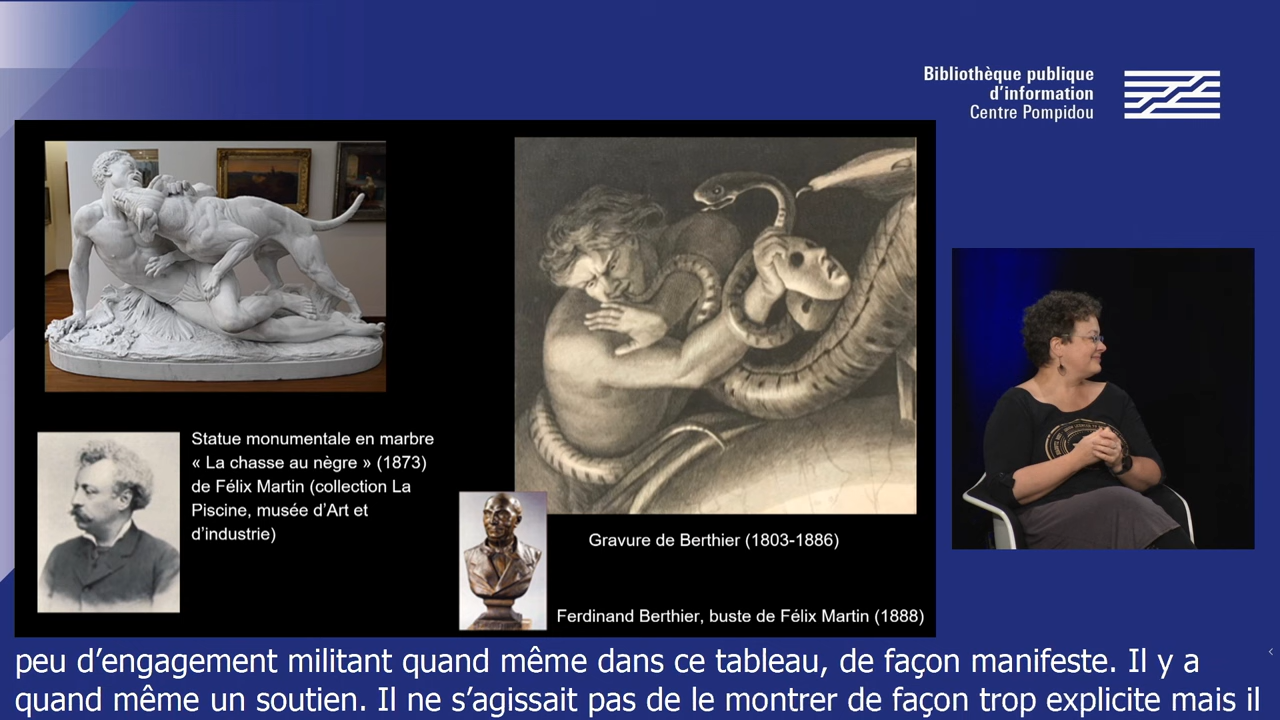 Bibliothèque publique
d’information
Centre Pompidou
Statue monumentale en marbre
« La chasse au nègre » (1873)
de Félix Martin (collection La
Piscine, musée d’Art et
d’industrie)
Gravure de Berthier (1803-1886)
Ferdinand Berthier, buste de Félix Martin (1888)
peu d’engagement militant quand même dans ce tableau, de façon manifeste. Il y a
quand même un soutien. Il ne s’agissait pas de le montrer de façon trop explicite mais il